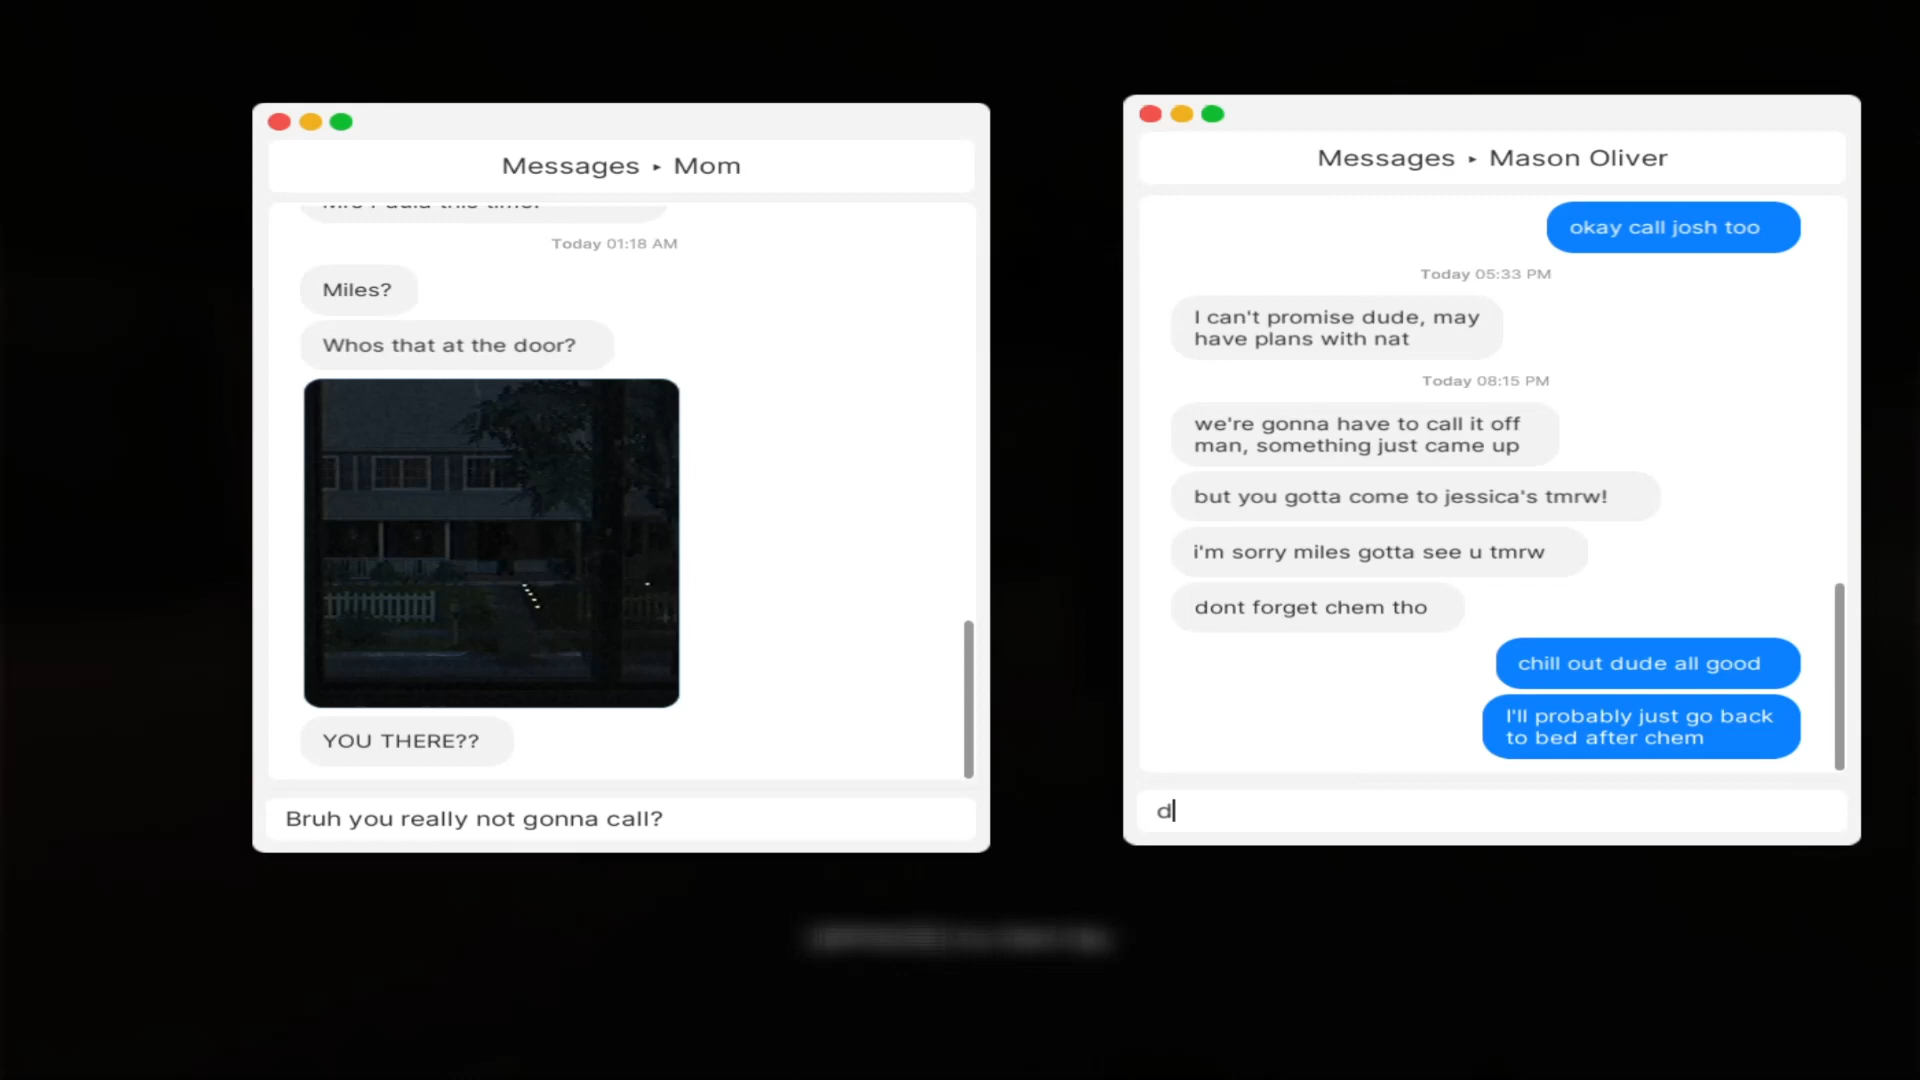 Messages ▸ Mom
Today 01:18 AM
Miles?
Whos that at the door?
YOU THERE??
Bruh you really not gonna call?
Messages ▸ Mason Oliver
okay call josh too
Today 05:33 PM
I can't promise dude, may
have plans with nat
Today 08:15 PM
we're gonna have to call it off
man, something just came up
but you gotta come to jessica's tmrw!
i'm sorry miles gotta see u tmrw
dont forget chem tho
chill out dude all good
I'll probably just go back
to bed after chem
d